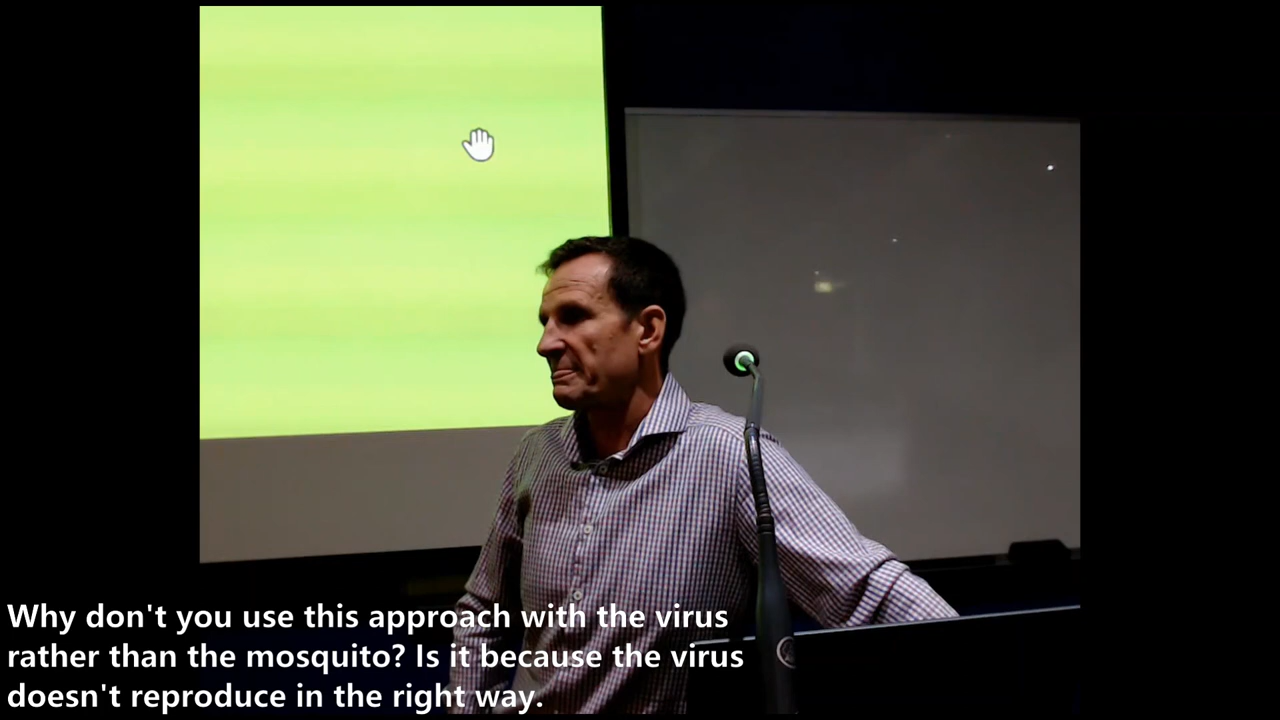 Why don't you use this approach with the virus
rather than the mosquito? Is it because the virus
doesn't reproduce in the right way.